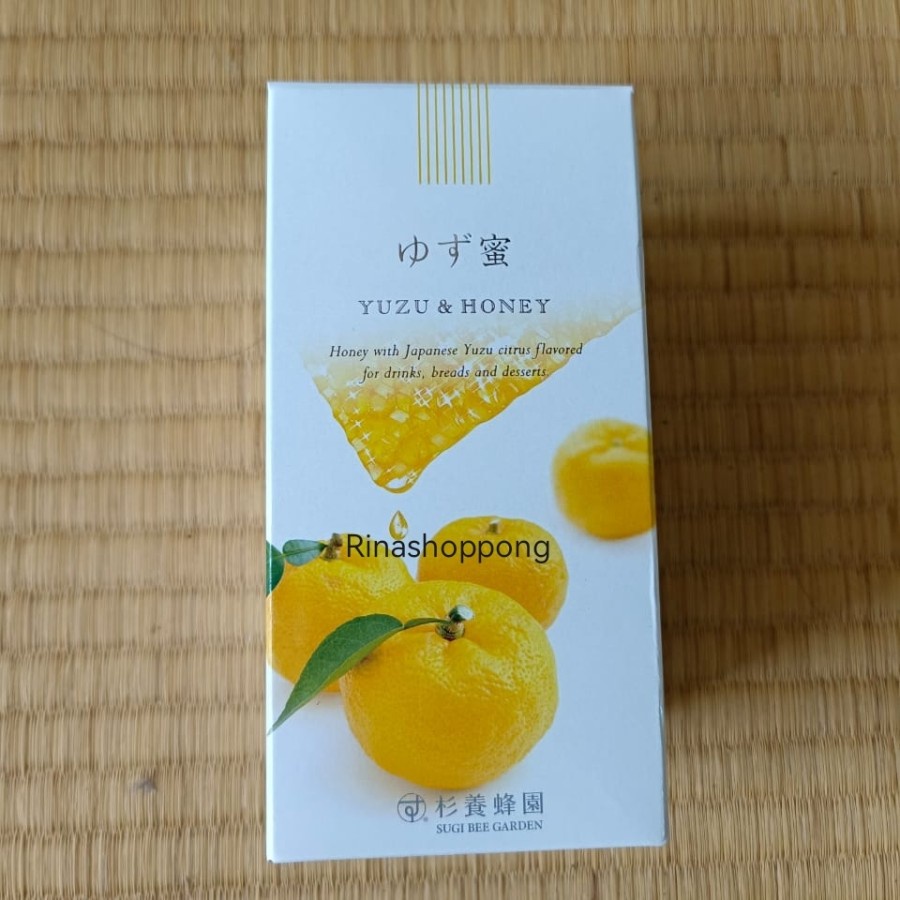 ゆず蜜
YUZU & HONEY
Honey with Japanese Yuzu citrus flavored
for drinks, breads and desserts.
Rinashoppong
杉養蜂園
SUGI BEE GARDEN